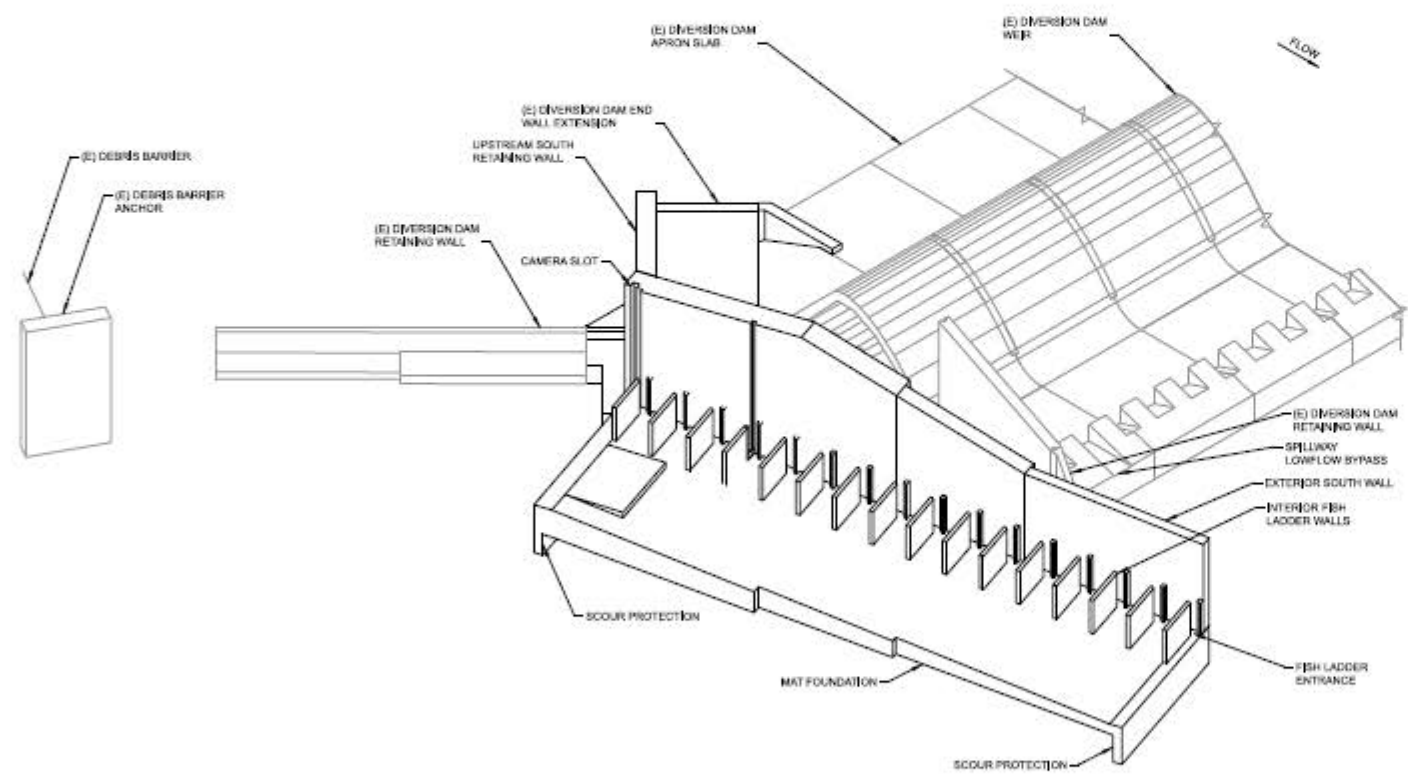 (E) DIVERSION DAM
WEIR
(E) DIVERSION DAM
APRON SLAB
FLOW
(E) DIVERSION DAM END
WALL EXTENSION
UPSTREAM SOUTH
RETAINING WALL
(E) DEBRIS BARRIER
(E) DEBRIS BARRIER
ANCHOR
(E) DIVERSION DAM
RETAINING WALL
CAMERA SLOT
(E) DIVERSION DAM
RETAINING WALL
SPILLWAY
LOWFLOW BYPASS
EXTERIOR SOUTH WALL
INTERIOR FISH
LADDER WALLS
SCOUR PROTECTION
FISH LADDER
ENTRANCE
MAT FOUNDATION
SCOUR PROTECTION